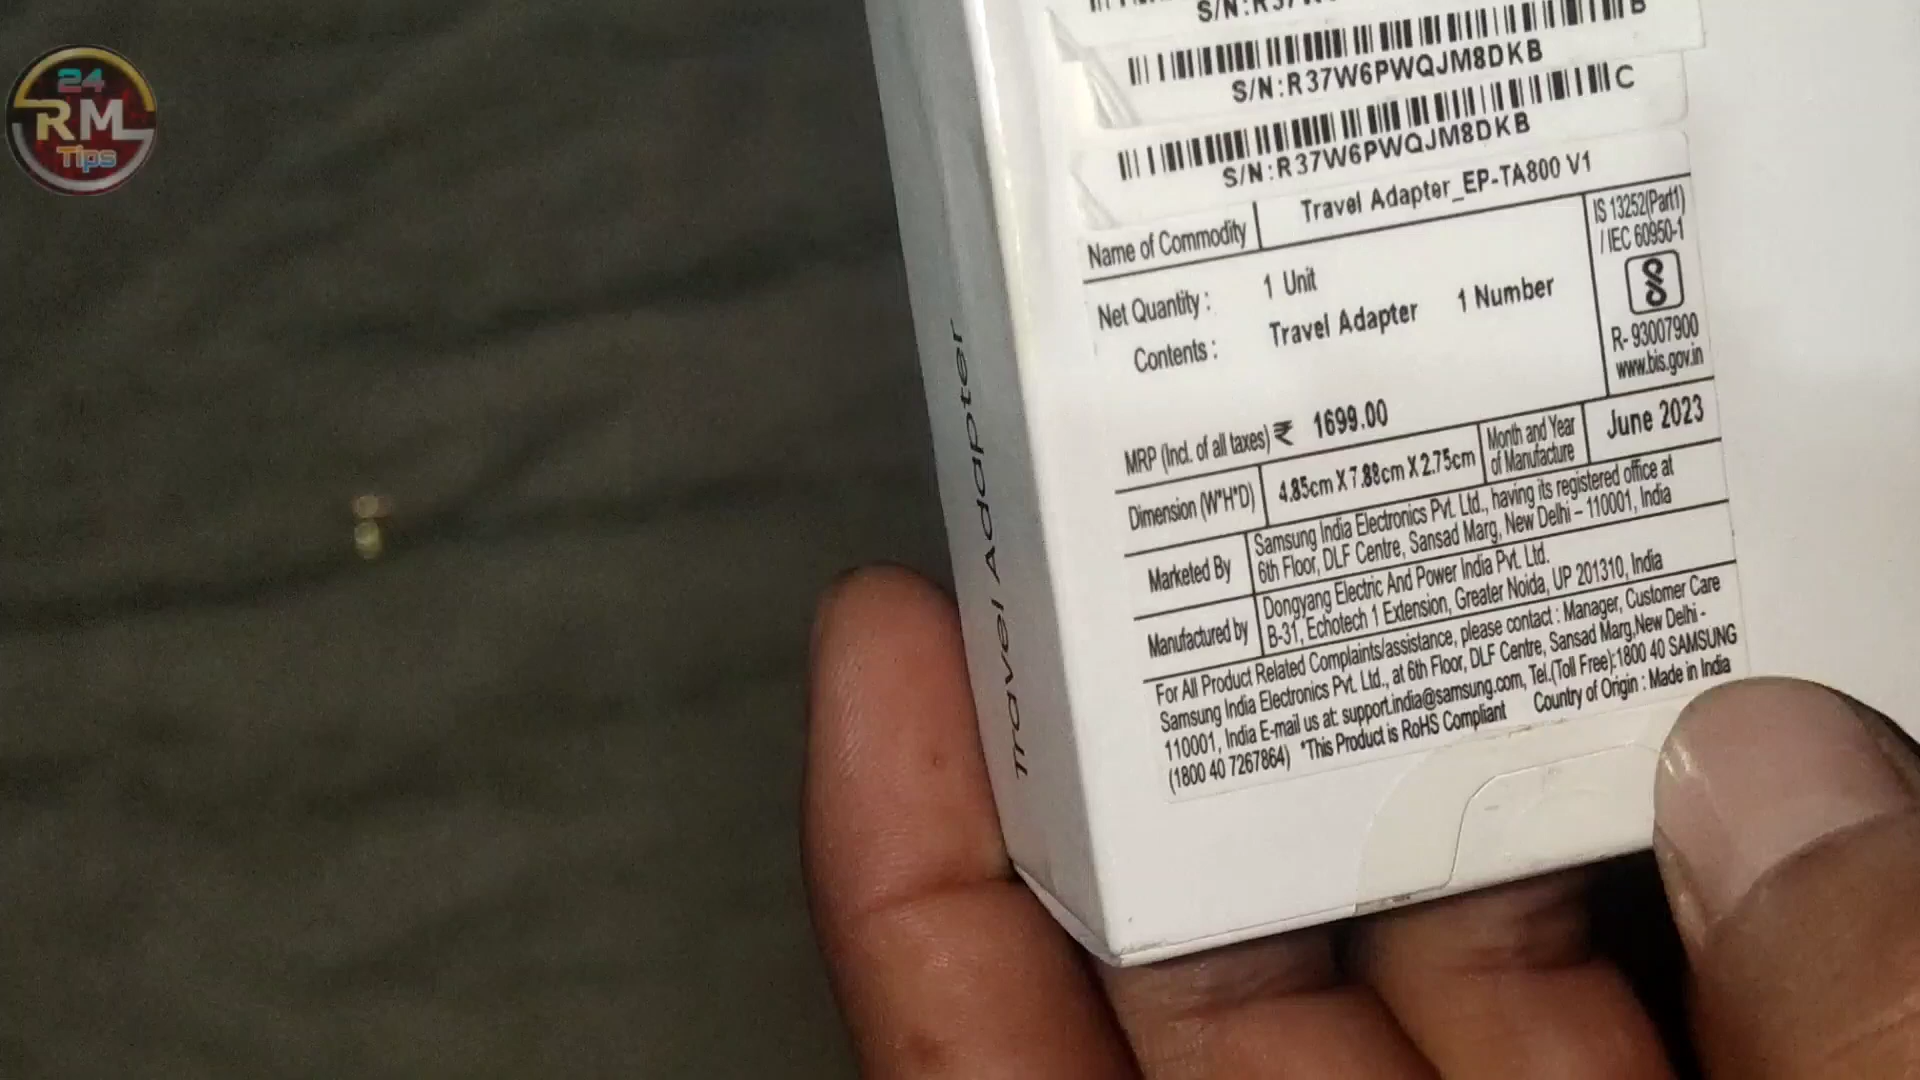 24
RM
Tips
B
S/N:R37W6PWQJM8DKB
C
S/N:R37W6PWQJM8DKB
Name of Commodity Travel Adapter_EP-TA800 V1
Net Quantity : 1 Unit
Contents : Travel Adapter 1 Number
IS 13252(Part1)
/ IEC 60950-1
R- 93007900
www.bis.gov.in
MRP (Incl. of all taxes) ₹ 1699.00
Dimension (W*H*D) 4.85cm X 7.88cm X 2.75cm
Month and Year
of Manufacture
June 2023
Marketed By
Samsung India Electronics Pvt. Ltd., having its registered office at
6th Floor, DLF Centre, Sansad Marg, New Delhi – 110001, India
Manufactured by
Dongyang Electric And Power India Pvt. Ltd.
B-31, Echotech 1 Extension, Greater Noida, UP 201310, India
For All Product Related Complaints/assistance, please contact : Manager, Customer Care
Samsung India Electronics Pvt. Ltd., at 6th Floor, DLF Centre, Sansad Marg,New Delhi -
110001, India E-mail us at: support.india@samsung.com, Tel.(Toll Free):1800 40 SAMSUNG
(1800 40 7267864) *This Product is RoHS Compliant Country of Origin : Made in India
Travel Adapter